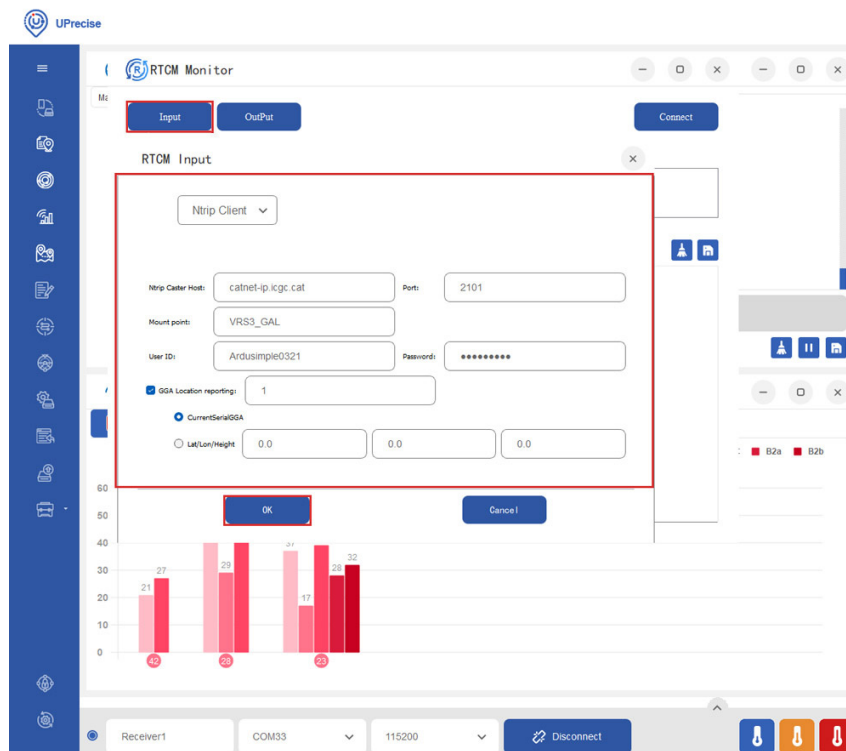 UPrecise
RTCM Monitor
Input
OutPut
Connect
RTCM Input
Ntrip Client
Ntrip Caster Host:
catnet-ip.icgc.cat
Port:
2101
Mount point:
VRS3_GAL
User ID:
Ardusimple0321
Password:
●●●●●●●●●
GGA Location reporting:
1
CurrentSerialGGA
Lat/Lon/Height
0.0
0.0
0.0
B2a
B2b
OK
Cancel
60
50
40
30
20
10
0
21
27
29
37
17
28
32
42
28
23
Receiver1
COM33
115200
Disconnect